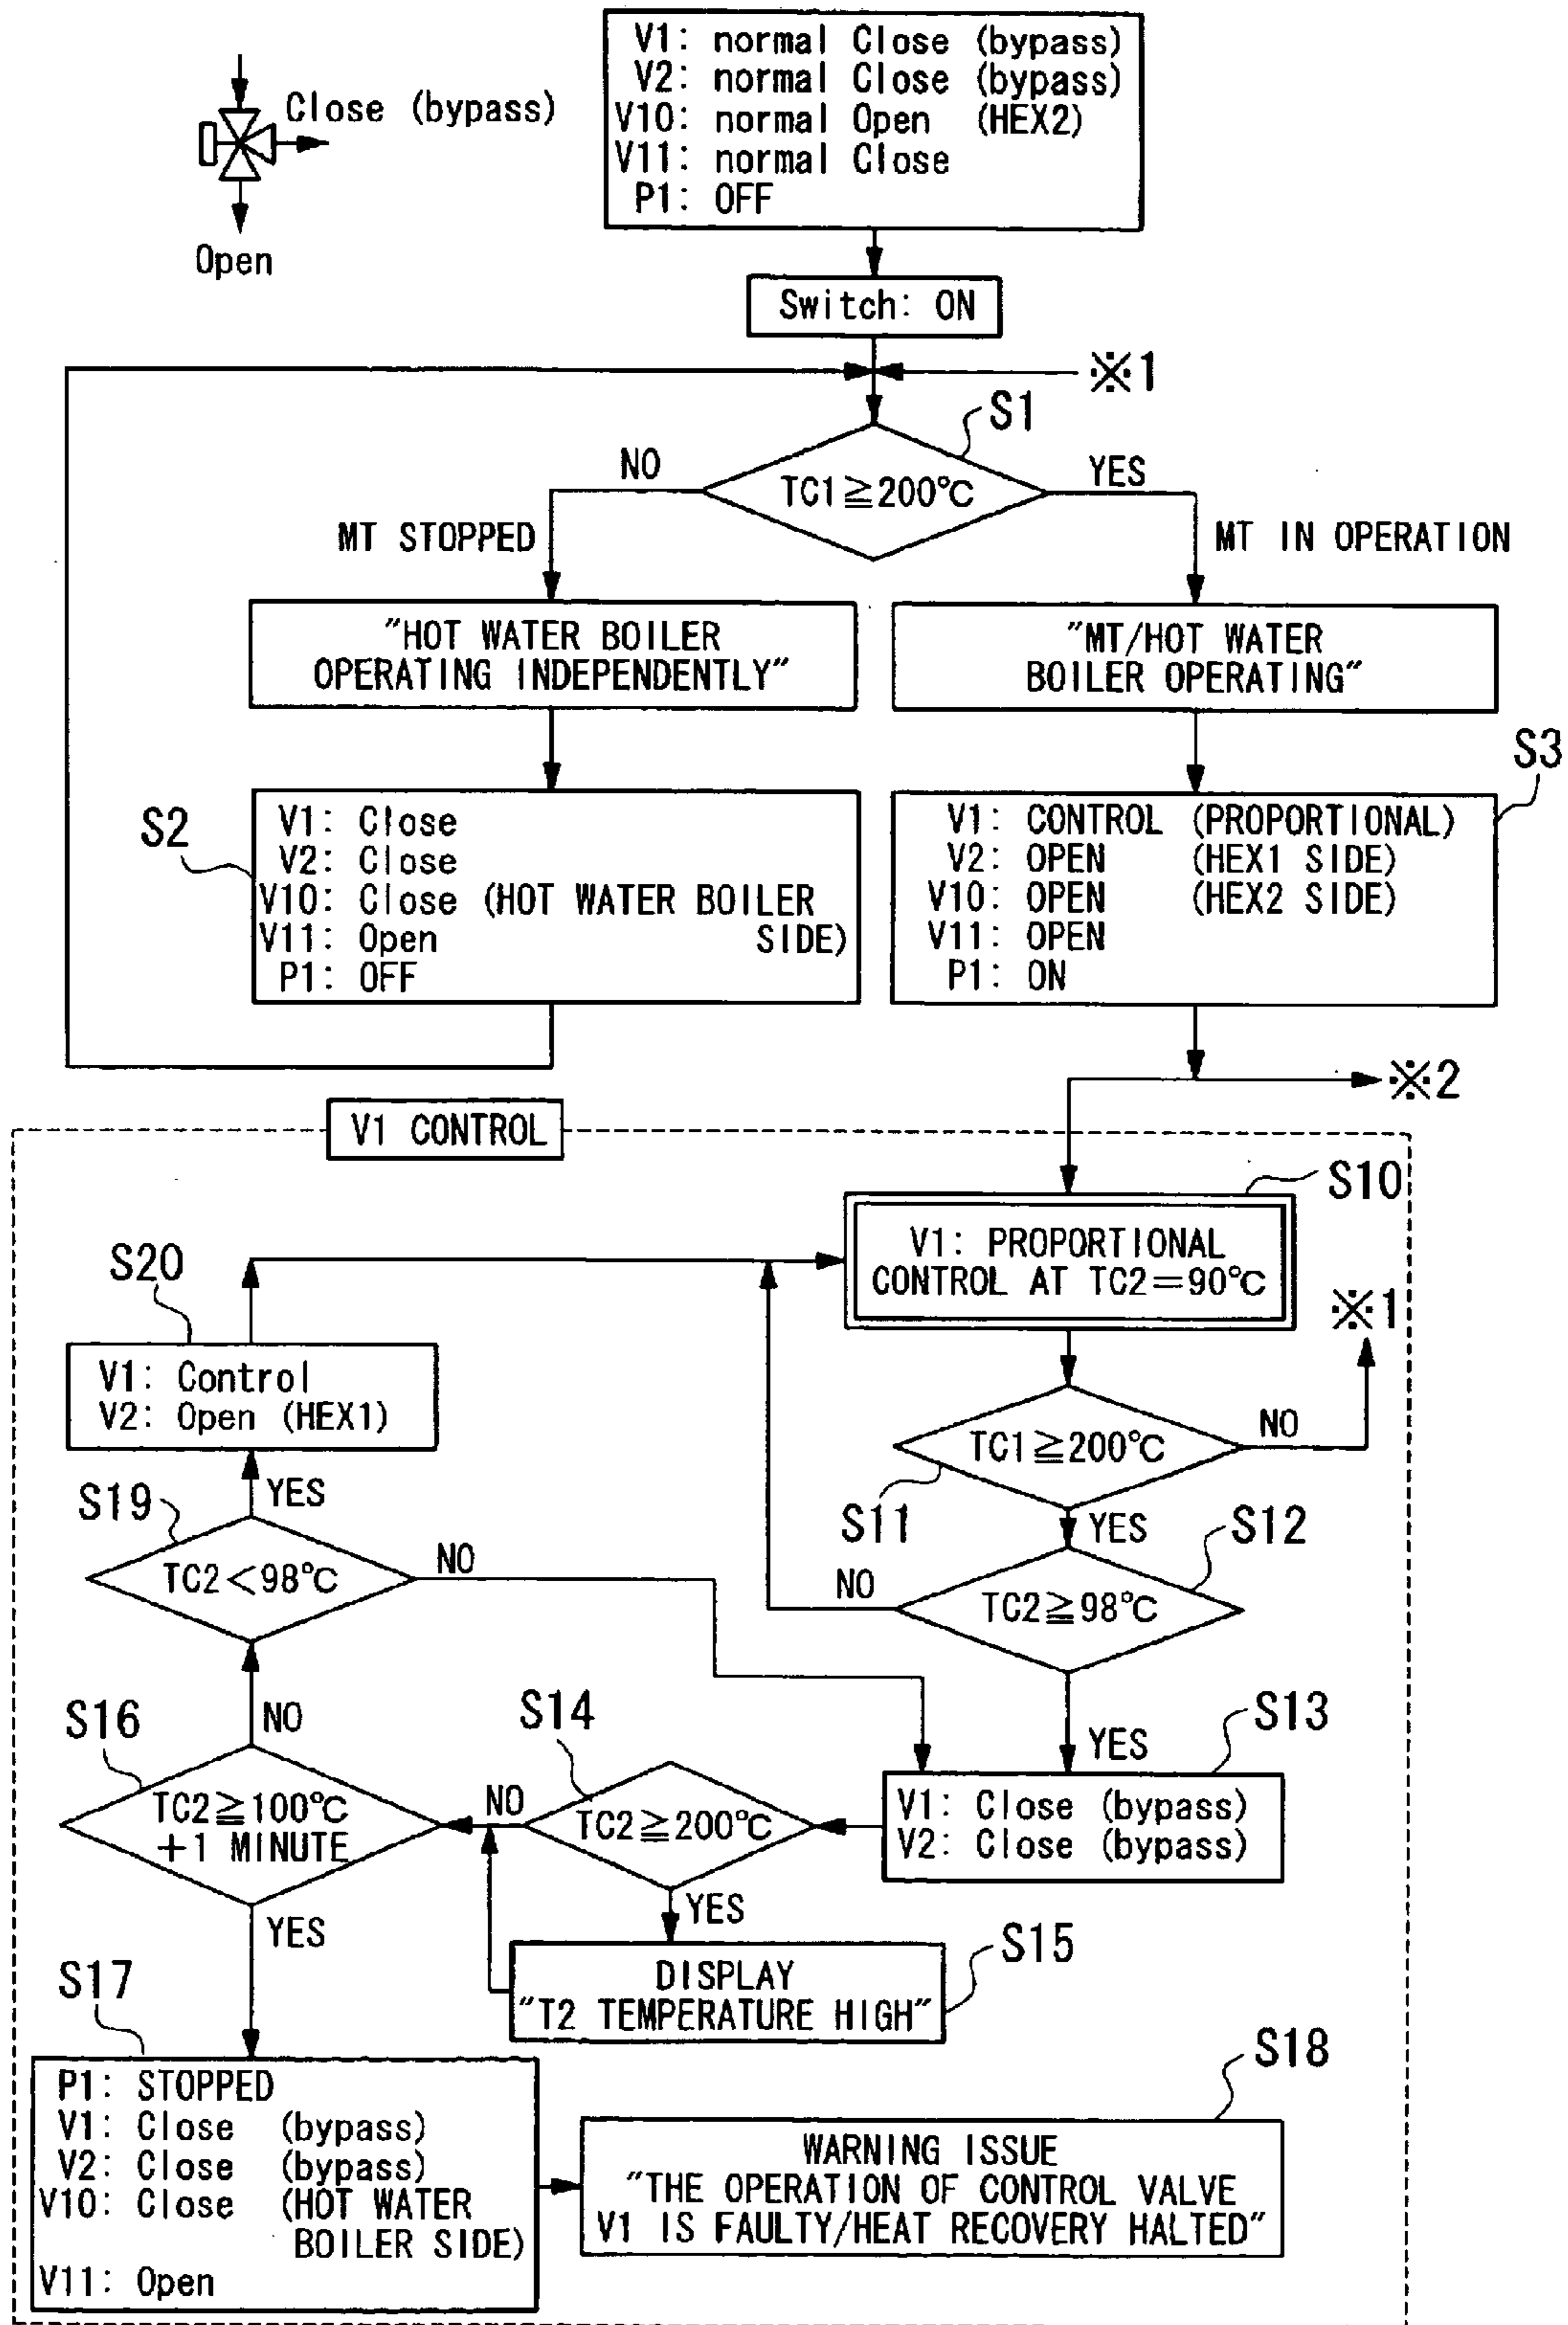 V1: normal Close (bypass)
V2: normal Close (bypass)
V10: normal Open (HEX2)
V11: normal Close
P1: OFF
Close (bypass)
Open
Switch: ON
※1
S1
TC1≧200℃
NO
YES
MT STOPPED
MT IN OPERATION
"HOT WATER BOILER
OPERATING INDEPENDENTLY"
"MT/HOT WATER
BOILER OPERATING"
S2
V1: Close
V2: Close
V10: Close (HOT WATER BOILER
V11: Open SIDE)
P1: OFF
S3
V1: CONTROL (PROPORTIONAL)
V2: OPEN (HEX1 SIDE)
V10: OPEN (HEX2 SIDE)
V11: OPEN
P1: ON
※2
V1 CONTROL
S10
V1: PROPORTIONAL
CONTROL AT TC2=90℃
※1
S20
V1: Control
V2: Open (HEX1)
TC1≧200℃
NO
S11
YES
S19
YES
TC2<98℃
NO
S12
NO
TC2≧98℃
YES
S13
V1: Close (bypass)
V2: Close (bypass)
S14
TC2≧200℃
NO
YES
S16
NO
TC2≧100℃
+1 MINUTE
YES
S15
DISPLAY
"T2 TEMPERATURE HIGH"
S17
P1: STOPPED
V1: Close (bypass)
V2: Close (bypass)
V10: Close (HOT WATER
BOILER SIDE)
V11: Open
S18
WARNING ISSUE
"THE OPERATION OF CONTROL VALVE
V1 IS FAULTY/HEAT RECOVERY HALTED"